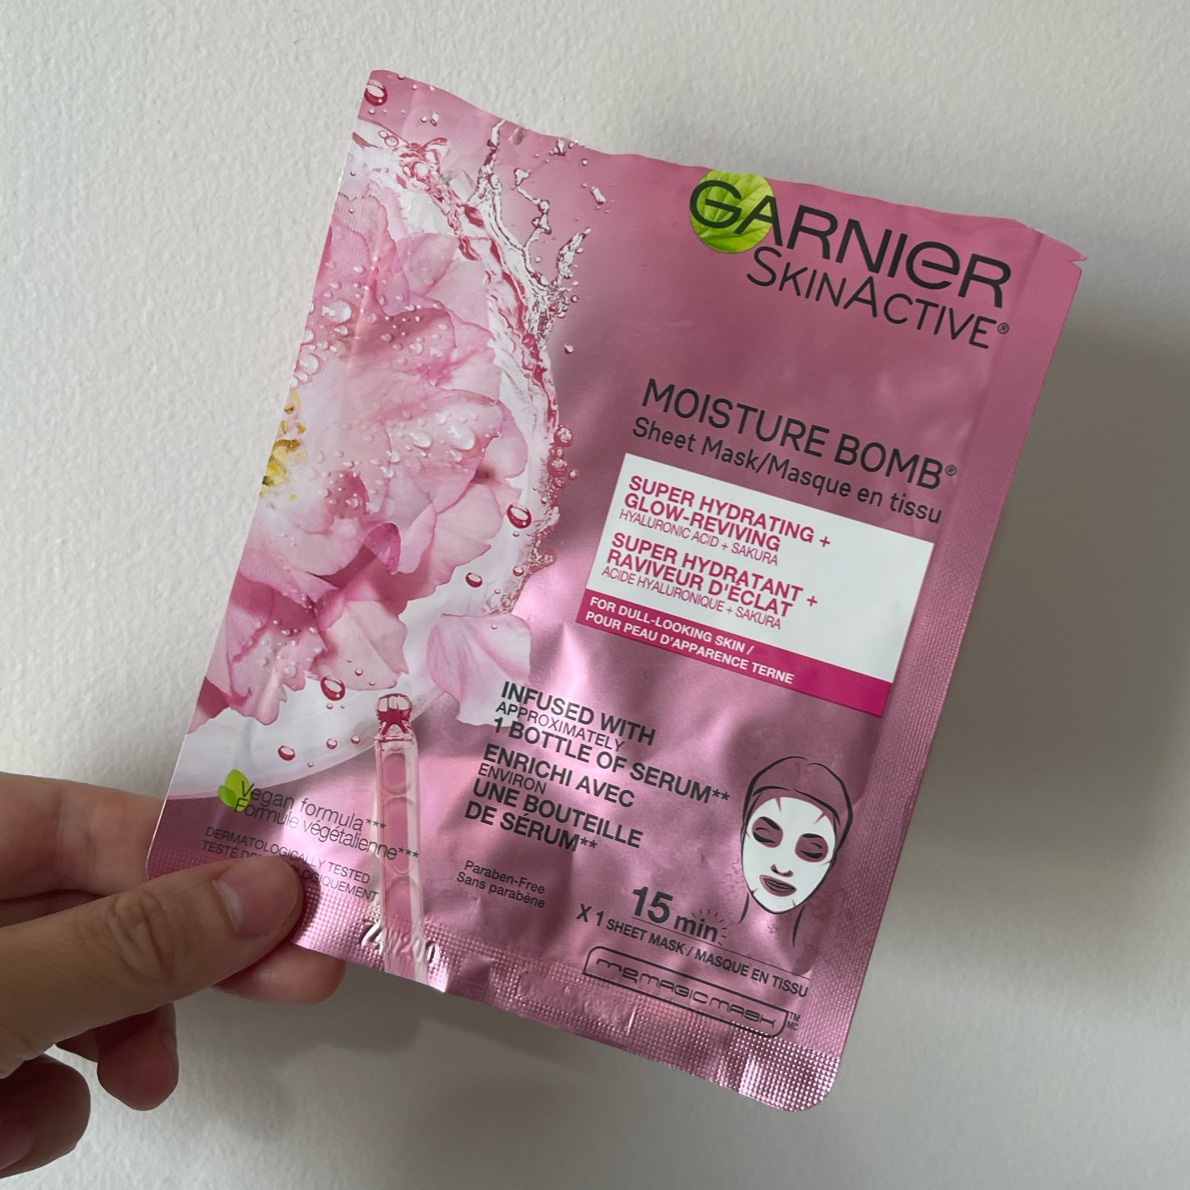 GARNIER
SKINACTIVE®
MOISTURE BOMB®
Sheet Mask/Masque en tissu
SUPER HYDRATING +
GLOW-REVIVING
HYALURONIC ACID + SAKURA
SUPER HYDRATANT +
RAVIVEUR D'ÉCLAT
ACIDE HYALURONIQUE + SAKURA
FOR DULL-LOOKING SKIN /
POUR PEAU D'APPARENCE TERNE
INFUSED WITH
APPROXIMATELY
1 BOTTLE OF SERUM**
ENRICHI AVEC
ENVIRON
UNE BOUTEILLE
DE SÉRUM**
Vegan formula***
Formule végétalienne***
DERMATOLOGICALLY TESTED
TESTÉ
Paraben-Free
Sans parabène
15 min
X 1 SHEET MASK / MASQUE EN TISSU
MAGIC MASK TM MC